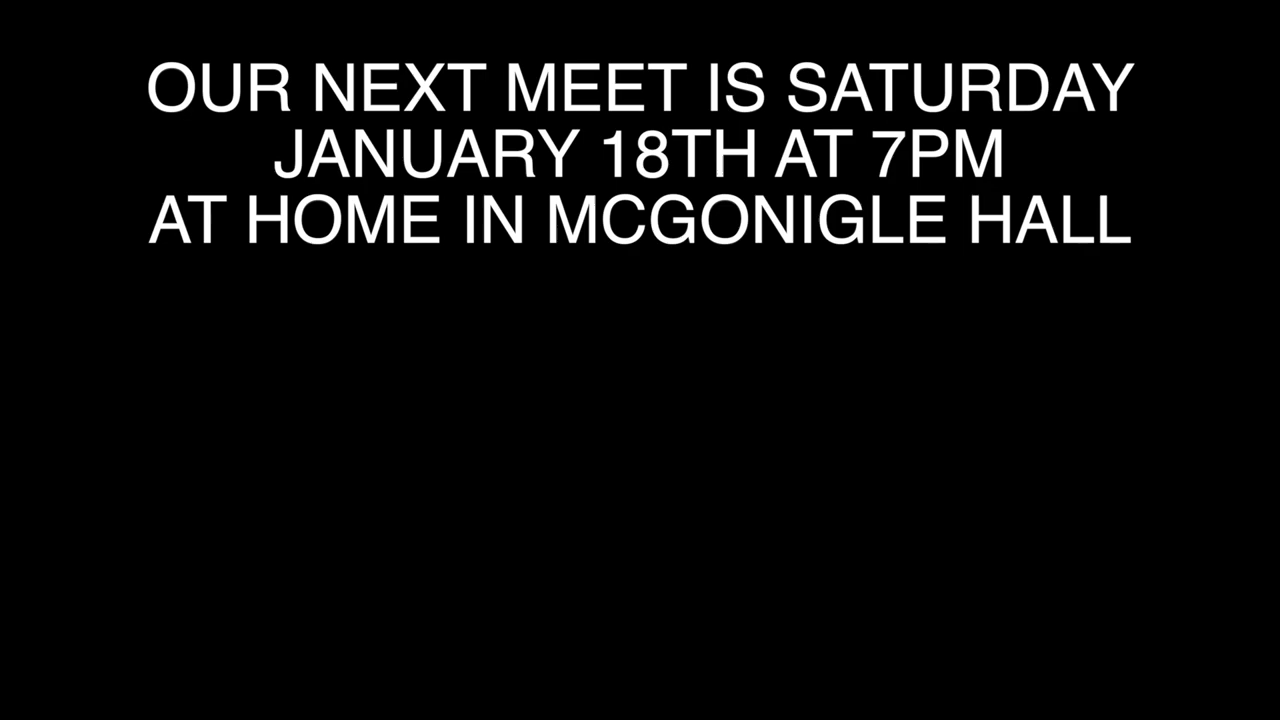 OUR NEXT MEET IS SATURDAY
JANUARY 18TH AT 7PM
AT HOME IN MCGONIGLE HALL